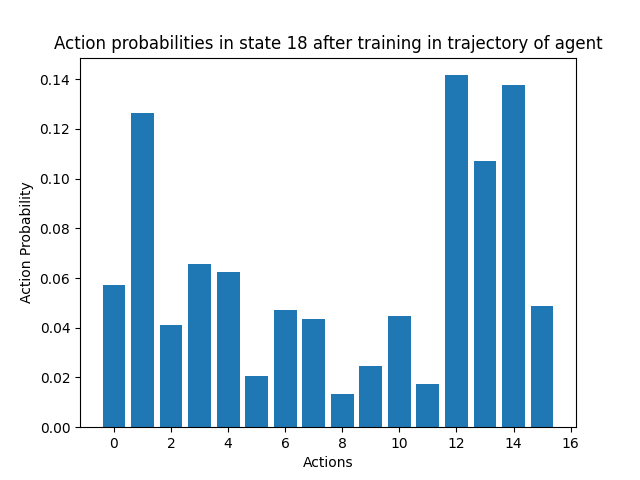 Action probabilities in state 18 after training in trajectory of agent
0.14
0.12
0.10
0.08
0.06
0.04
0.02
0.00
Action Probability
0 2 4 6 8 10 12 14 16
Actions